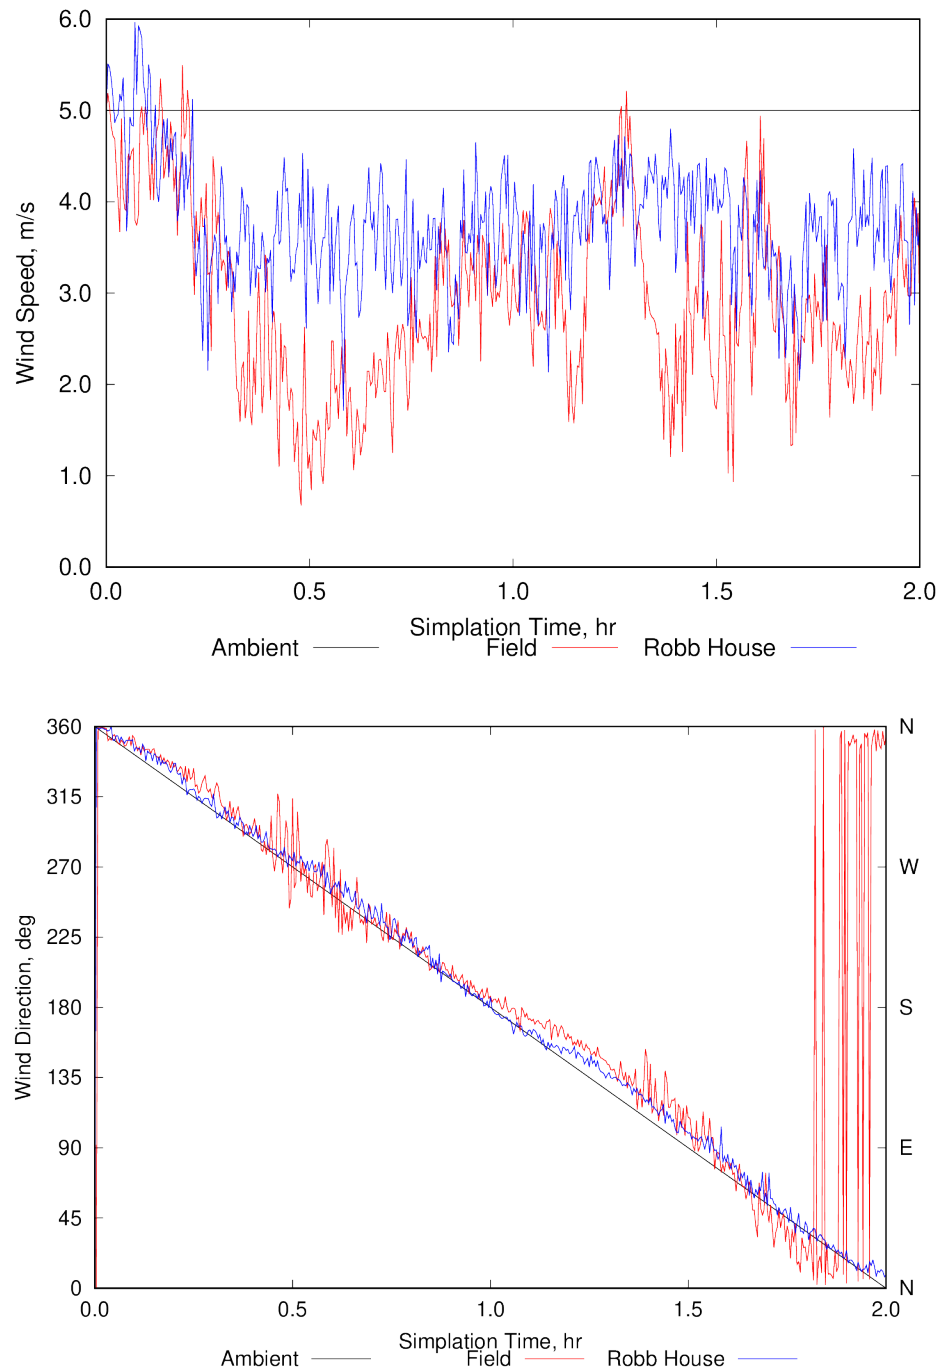 6.0
5.0
4.0
3.0
2.0
1.0
0.0
Wind Speed, m/s
0.0 0.5 1.0 1.5 2.0
Simplation Time, hr
Ambient Field Robb House
360 N
315
270 W
225
180 S
135
90 E
45
0 N
Wind Direction, deg
0.0 0.5 1.0 1.5 2.0
Simplation Time, hr
Ambient Field Robb House